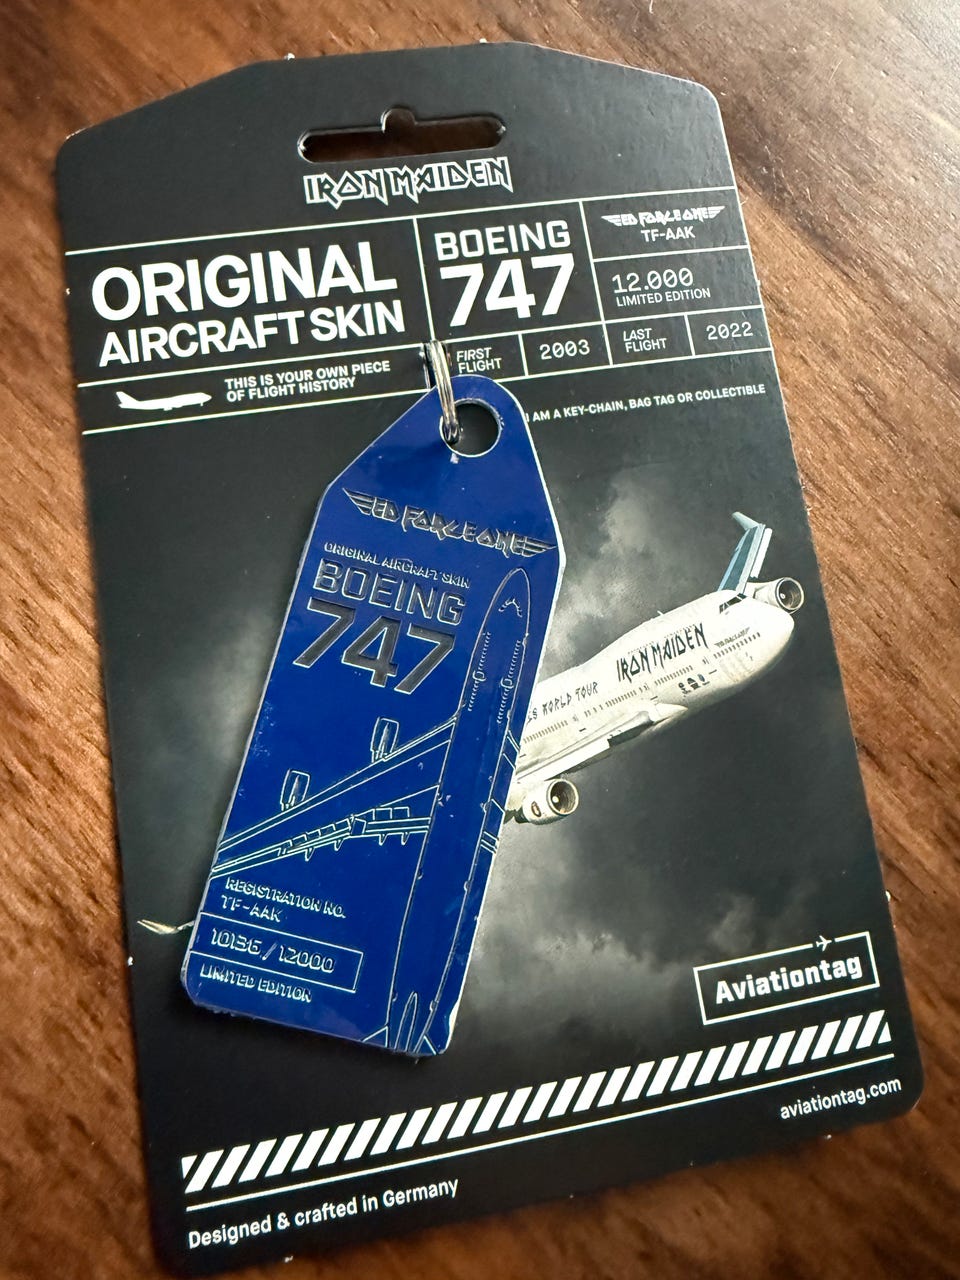 IRON MAIDEN
ORIGINAL
AIRCRAFT SKIN
BOEING
747
ED FORCE ONE
TF-AAK
12.000
LIMITED EDITION
THIS IS YOUR OWN PIECE
OF FLIGHT HISTORY
FIRST
FLIGHT
2003
LAST
FLIGHT
2022
I AM A KEY-CHAIN, BAG TAG OR COLLECTIBLE
ED FORCE ONE
ORIGINAL AIRCRAFT SKIN
BOEING
747
REGISTRATION NO.
TF-AAK
10136/12000
LIMITED EDITION
IRON MAIDEN
WORLD TOUR
Aviationtag
aviationtag.com
Designed & crafted in Germany